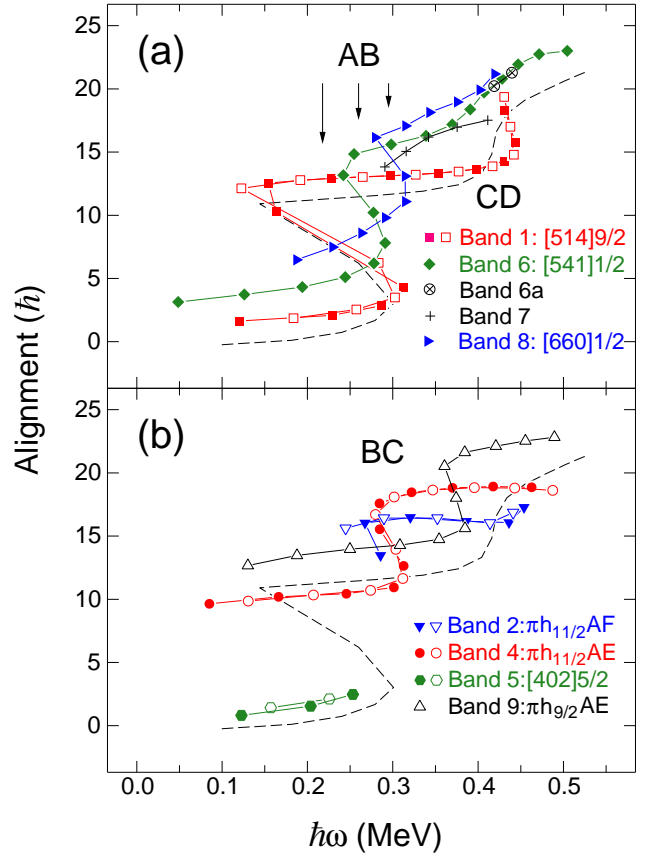 25
(a)
AB
20
15
10
CD
5
0
Band 1: [514]9/2
Band 6: [541]1/2
Band 6a
Band 7
Band 8: [660]1/2
Alignment (ℏ)
25
(b)
BC
20
15
10
5
0
Band 2:πh11/2AF
Band 4:πh11/2AE
Band 5:[402]5/2
Band 9:πh9/2AE
0.0 0.1 0.2 0.3 0.4 0.5
ℏω (MeV)